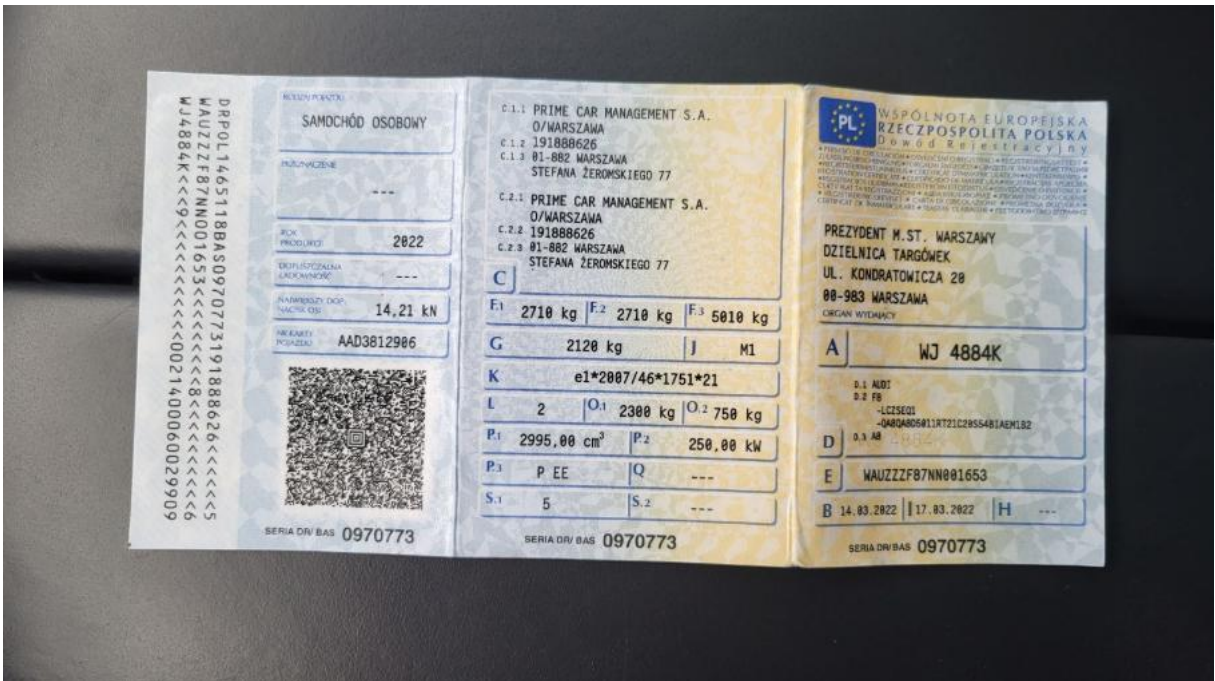 DRPOL1465118BAS0970773191888626<<<<<5
WAUZZZF87NN001653<<<<<<<8<<<<<<<<<<6
WJ4884K<<<9<<<<<<<<<<<0021400060029909
RODZAJ POJAZDU
SAMOCHÓD OSOBOWY
PRZEZNACZENIE
---
ROK PRODUKCJI
2022
DOPUSZCZALNA ŁADOWNOŚĆ
---
NAJWIĘKSZY DOP. NACISK OSI
14,21 kN
NR KARTY POJAZDU
AAD3812906
SERIA DR/ BAS 0970773
C.1.1 PRIME CAR MANAGEMENT S.A.
O/WARSZAWA
C.1.2 191888626
C.1.3 01-882 WARSZAWA
STEFANA ŻEROMSKIEGO 77
C.2.1 PRIME CAR MANAGEMENT S.A.
O/WARSZAWA
C.2.2 191888626
C.2.3 01-882 WARSZAWA
STEFANA ŻEROMSKIEGO 77
C
F.1 2710 kg F.2 2710 kg F.3 5010 kg
G 2120 kg J M1
K e1*2007/46*1751*21
L 2 O.1 2300 kg O.2 750 kg
P.1 2995,00 cm³ P.2 250,00 kW
P.3 P EE Q ---
S.1 5 S.2 ---
SERIA DR/ BAS 0970773
PL
WSPÓLNOTA EUROPEJSKA
RZECZPOSPOLITA POLSKA
Dowód Rejestracyjny
PREZYDENT M.ST. WARSZAWY
DZIELNICA TARGÓWEK
UL. KONDRATOWICZA 20
00-983 WARSZAWA
ORGAN WYDAJĄCY
A WJ 4884K
D.1 AUDI
D.2 F8
-LCZSEQ1
D D.3 A8
E WAUZZZF87NN001653
B 14.03.2022 I 17.03.2022 H ---
SERIA DR/ BAS 0970773